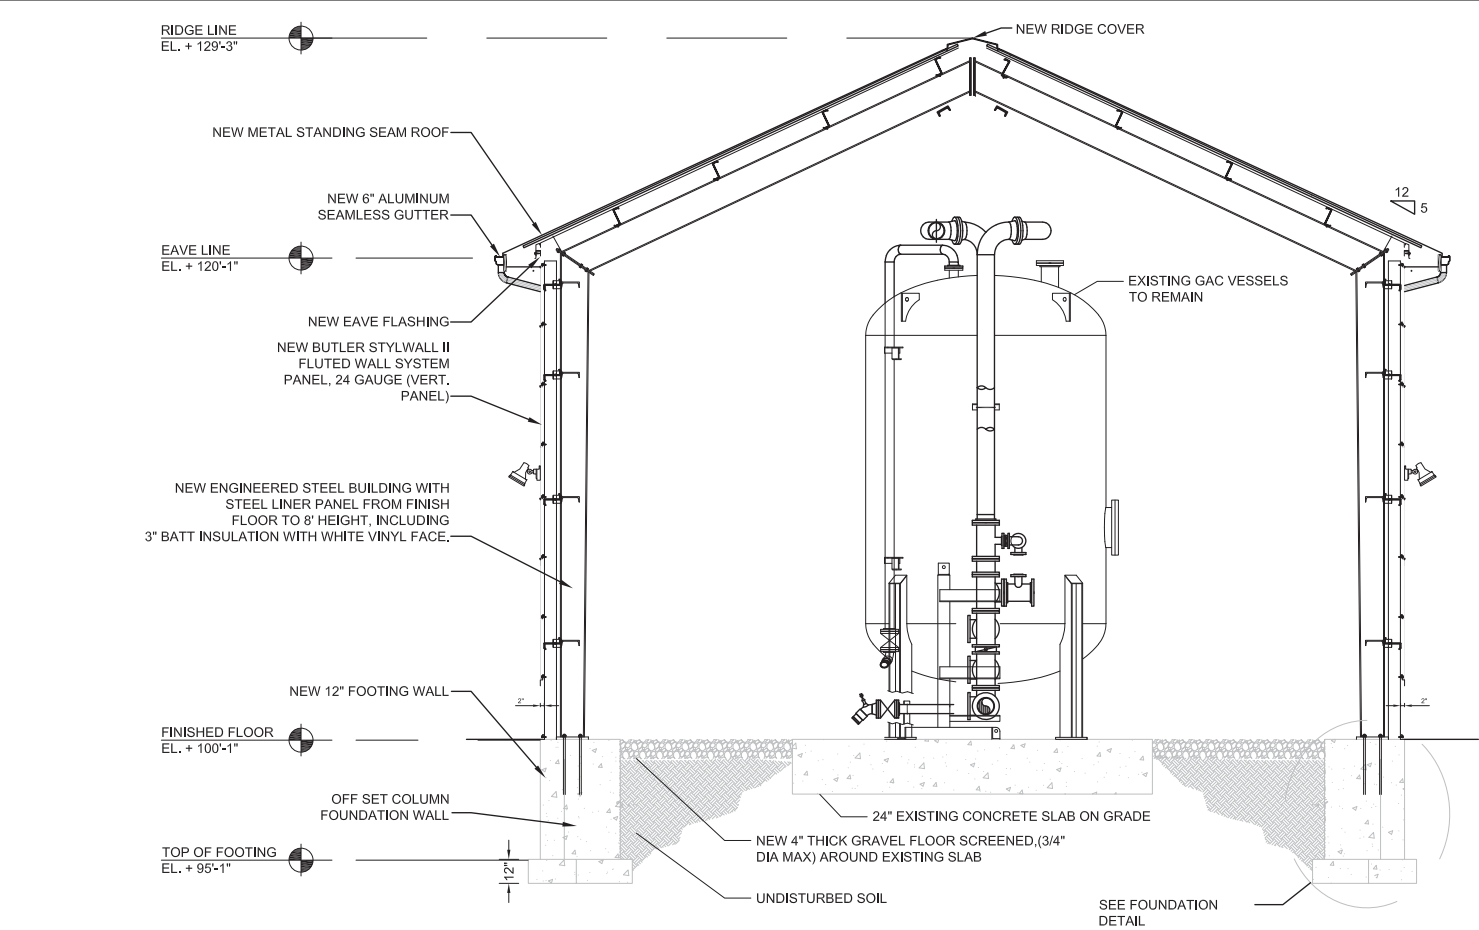 RIDGE LINE
EL. + 129'-3"
NEW RIDGE COVER
NEW METAL STANDING SEAM ROOF
NEW 6" ALUMINUM
SEAMLESS GUTTER
12
5
EAVE LINE
EL. + 120'-1"
EXISTING GAC VESSELS
TO REMAIN
NEW EAVE FLASHING
NEW BUTLER STYLWALL II
FLUTED WALL SYSTEM
PANEL, 24 GAUGE (VERT.
PANEL)
NEW ENGINEERED STEEL BUILDING WITH
STEEL LINER PANEL FROM FINISH
FLOOR TO 8' HEIGHT, INCLUDING
3" BATT INSULATION WITH WHITE VINYL FACE.
NEW 12" FOOTING WALL
2"
2"
FINISHED FLOOR
EL. + 100'-1"
OFF SET COLUMN
FOUNDATION WALL
24" EXISTING CONCRETE SLAB ON GRADE
NEW 4" THICK GRAVEL FLOOR SCREENED,(3/4"
DIA MAX) AROUND EXISTING SLAB
TOP OF FOOTING
EL. + 95'-1"
12"
UNDISTURBED SOIL
SEE FOUNDATION
DETAIL